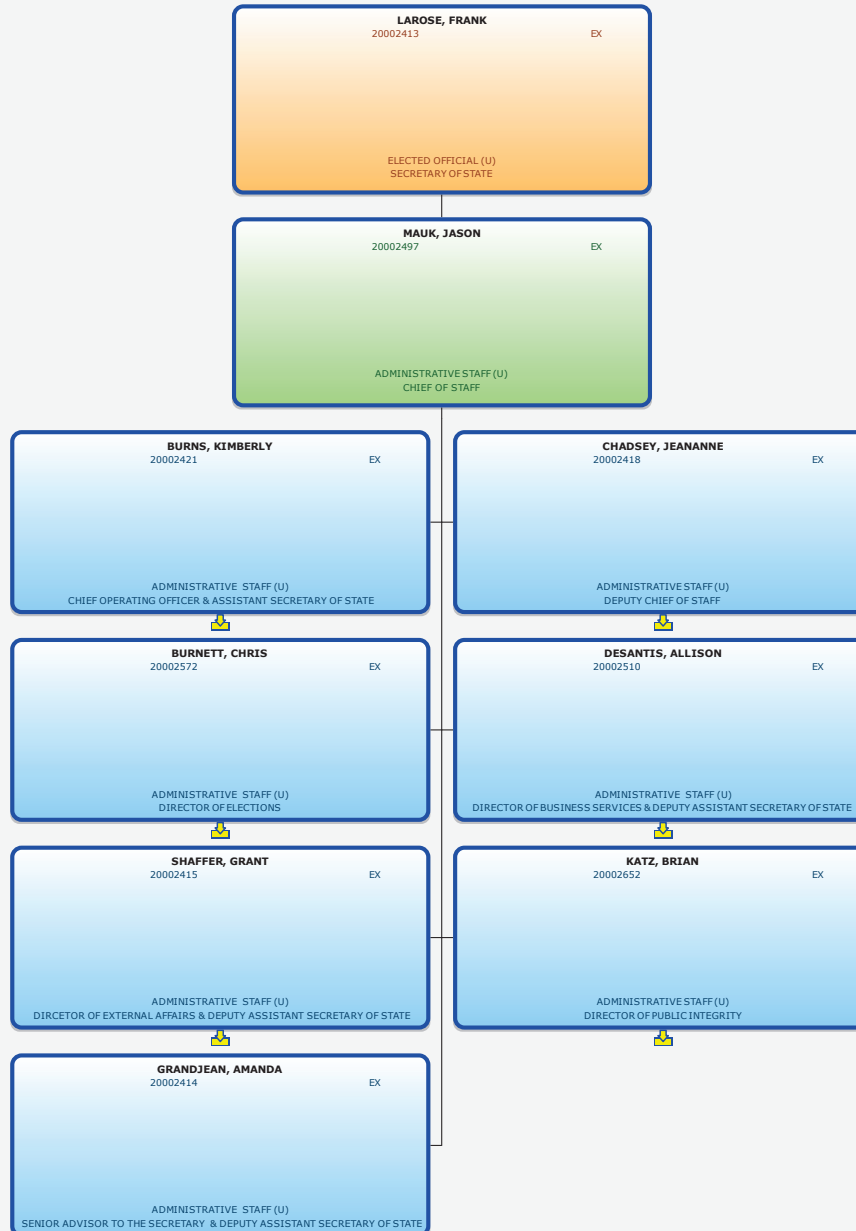 LAROSE, FRANK
20002413 EX
ELECTED OFFICIAL (U)
SECRETARY OF STATE
MAUK, JASON
20002497 EX
ADMINISTRATIVE STAFF (U)
CHIEF OF STAFF
BURNS, KIMBERLY
20002421 EX
ADMINISTRATIVE STAFF (U)
CHIEF OPERATING OFFICER & ASSISTANT SECRETARY OF STATE
CHADSEY, JEANANNE
20002418 EX
ADMINISTRATIVE STAFF (U)
DEPUTY CHIEF OF STAFF
BURNETT, CHRIS
20002572 EX
ADMINISTRATIVE STAFF (U)
DIRECTOR OF ELECTIONS
DESANTIS, ALLISON
20002510 EX
ADMINISTRATIVE STAFF (U)
DIRECTOR OF BUSINESS SERVICES & DEPUTY ASSISTANT SECRETARY OF STATE
SHAFFER, GRANT
20002415 EX
ADMINISTRATIVE STAFF (U)
DIRCETOR OF EXTERNAL AFFAIRS & DEPUTY ASSISTANT SECRETARY OF STATE
KATZ, BRIAN
20002652 EX
ADMINISTRATIVE STAFF (U)
DIRECTOR OF PUBLIC INTEGRITY
GRANDJEAN, AMANDA
20002414 EX
ADMINISTRATIVE STAFF (U)
SENIOR ADVISOR TO THE SECRETARY & DEPUTY ASSISTANT SECRETARY OF STATE